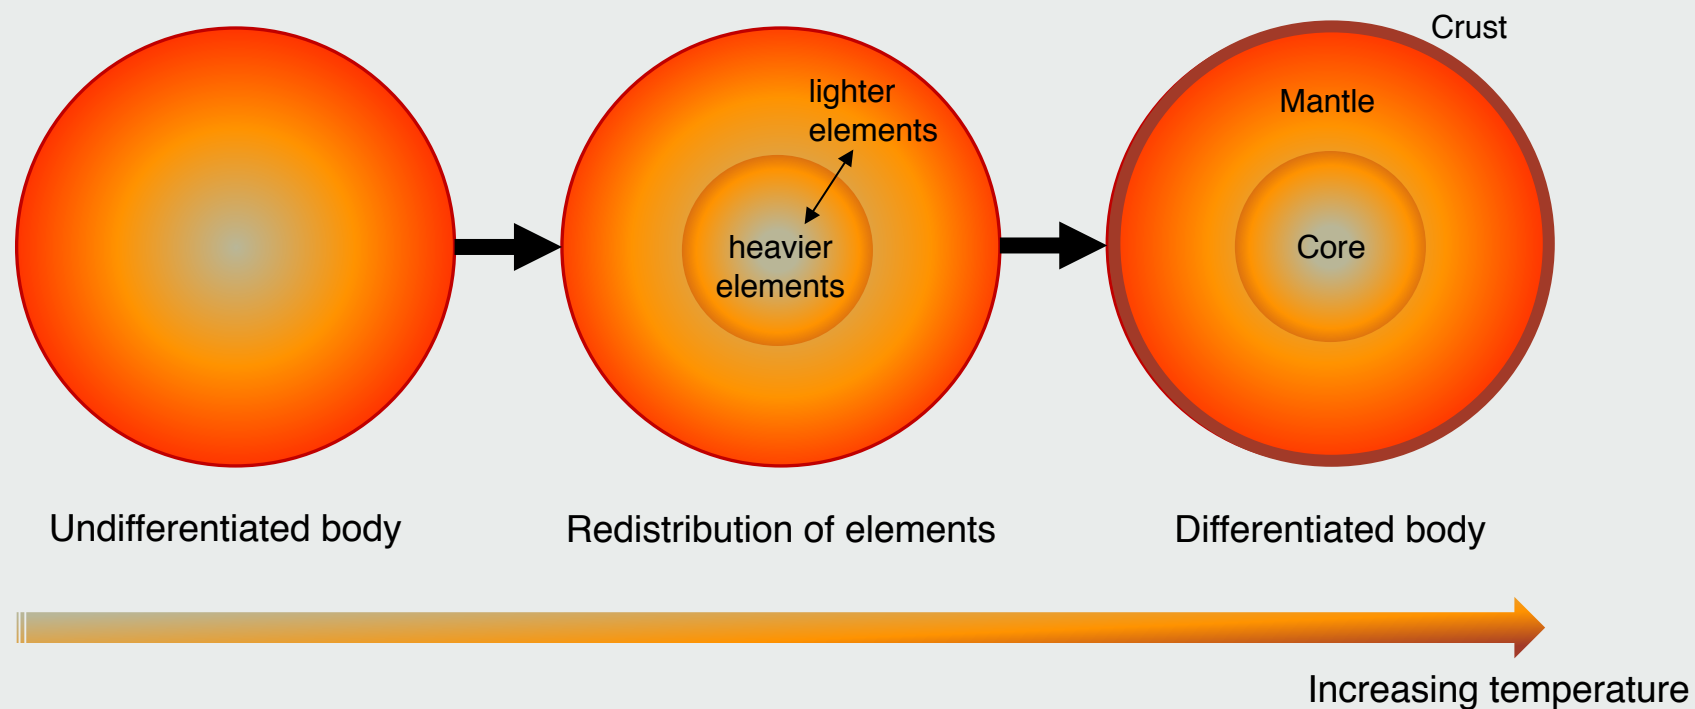 Crust
lighter
elements
Mantle
heavier
elements
Core
Undifferentiated body
Redistribution of elements
Differentiated body
Increasing temperature